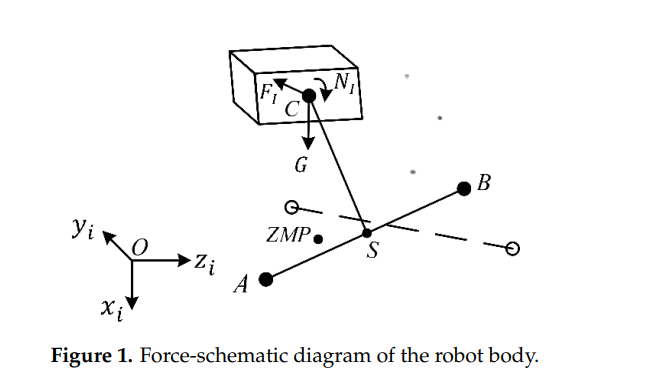 F_I
N_I
C
G
B
y_i
O
z_i
ZMP
S
A
x_i
Figure 1. Force-schematic diagram of the robot body.